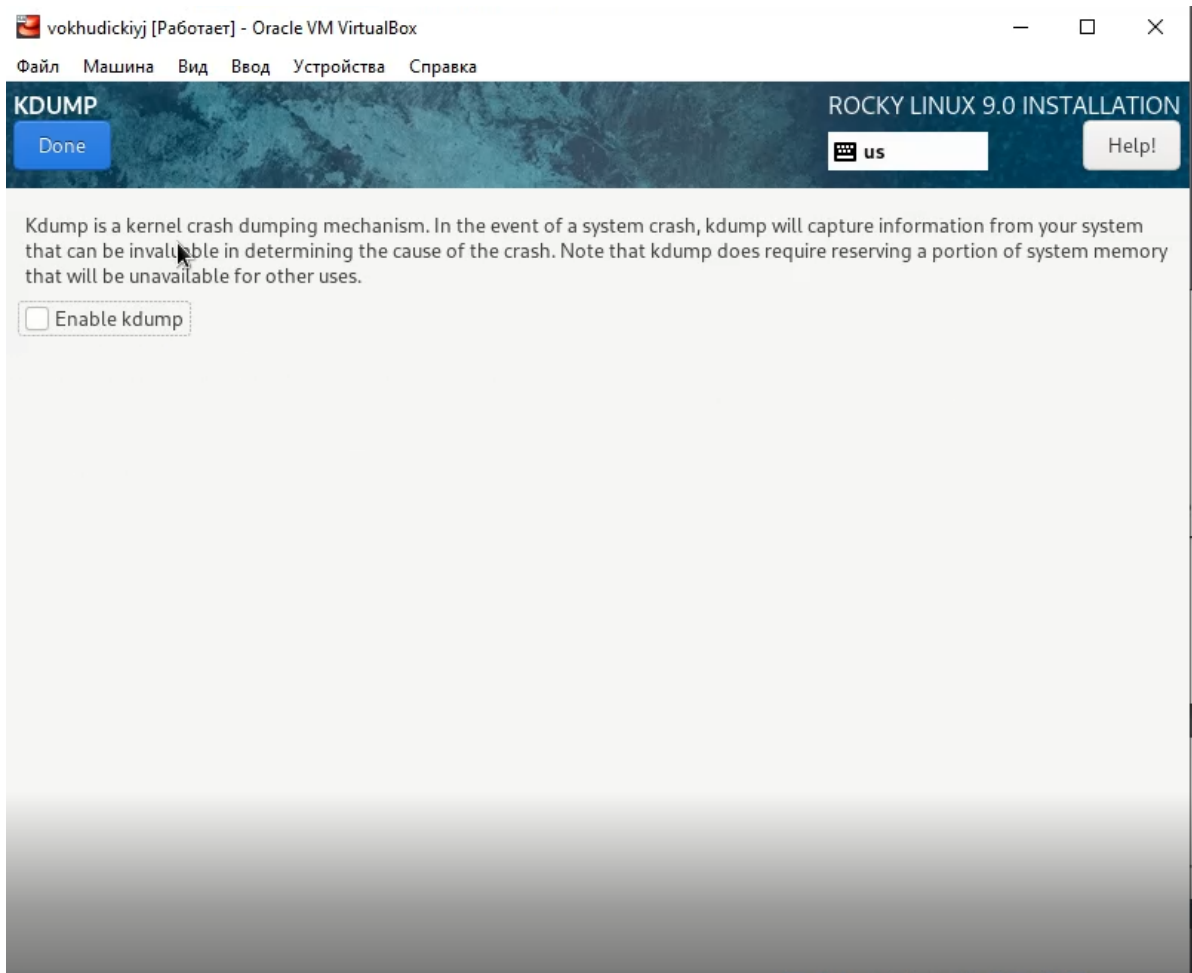 vokhudickiyj [Работает] - Oracle VM VirtualBox
Файл Машина Вид Ввод Устройства Справка
KDUMP
ROCKY LINUX 9.0 INSTALLATION
Done
us
Help!
Kdump is a kernel crash dumping mechanism. In the event of a system crash, kdump will capture information from your system
that can be invaluable in determining the cause of the crash. Note that kdump does require reserving a portion of system memory
that will be unavailable for other uses.
Enable kdump